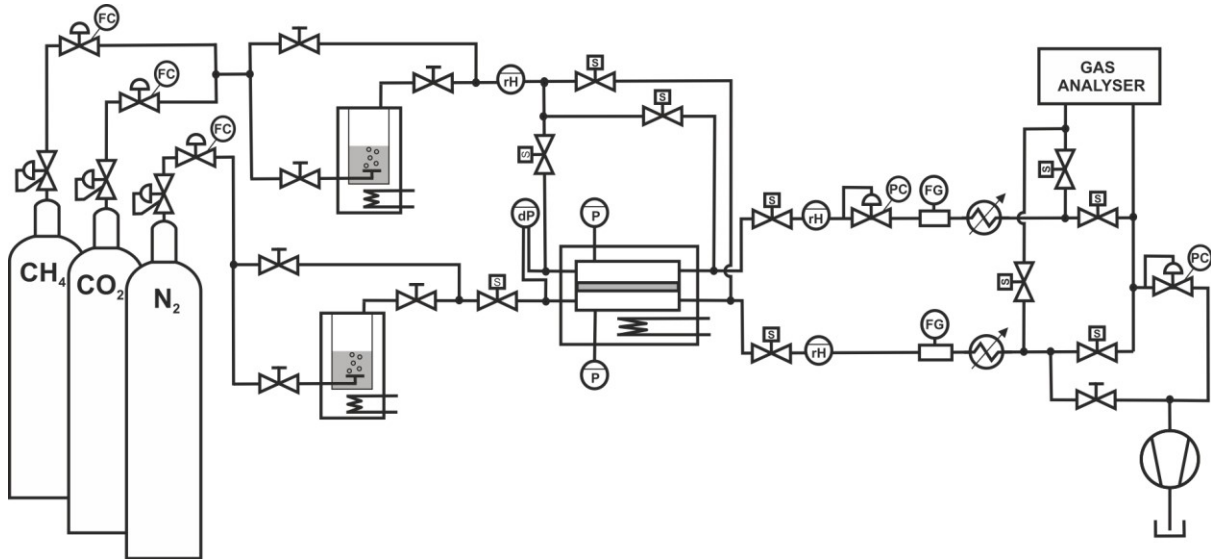 FC
FC
FC
CH₄
CO₂
N₂
rH
S
S
S
S
dP
P
P
S
rH
PC
FG
S
rH
FG
S
S
S
S
GAS
ANALYSER
PC